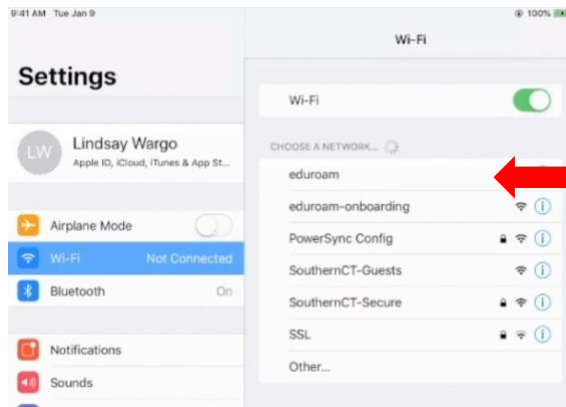 9:41 AM Tue Jan 9
100%
Wi-Fi
Settings
Wi-Fi
LW
Lindsay Wargo
Apple ID, iCloud, iTunes & App St...
CHOOSE A NETWORK...
eduroam
eduroam-onboarding
Airplane Mode
PowerSync Config
Wi-Fi Not Connected
SouthernCT-Guests
Bluetooth On
SouthernCT-Secure
SSL
Notifications
Other...
Sounds